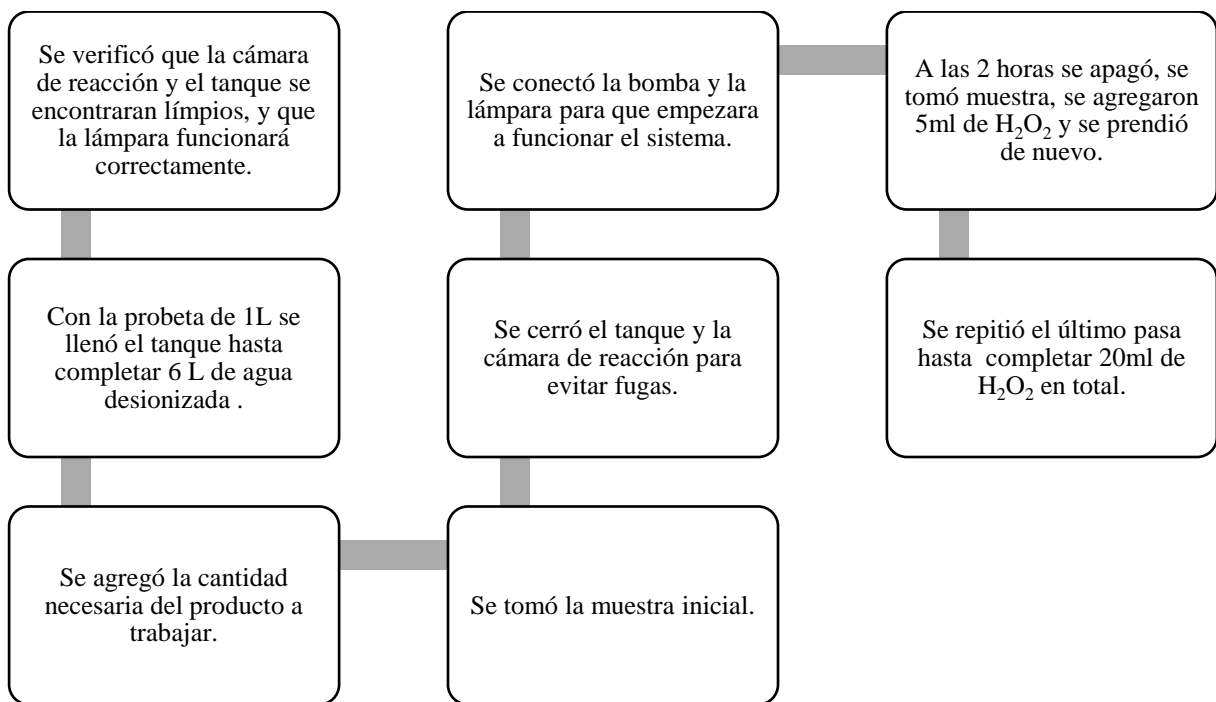 Se verificó que la cámara
de reacción y el tanque se
encontraran límpios, y que
la lámpara funcionará
correctamente.
Con la probeta de 1L se
llenó el tanque hasta
completar 6 L de agua
desionizada .
Se agregó la cantidad
necesaria del producto a
trabajar.
Se tomó la muestra inicial.
Se cerró el tanque y la
cámara de reacción para
evitar fugas.
Se conectó la bomba y la
lámpara para que empezara
a funcionar el sistema.
A las 2 horas se apagó, se
tomó muestra, se agregaron
5ml de H₂O₂ y se prendió
de nuevo.
Se repitió el último pasa
hasta  completar 20ml de
H₂O₂ en total.